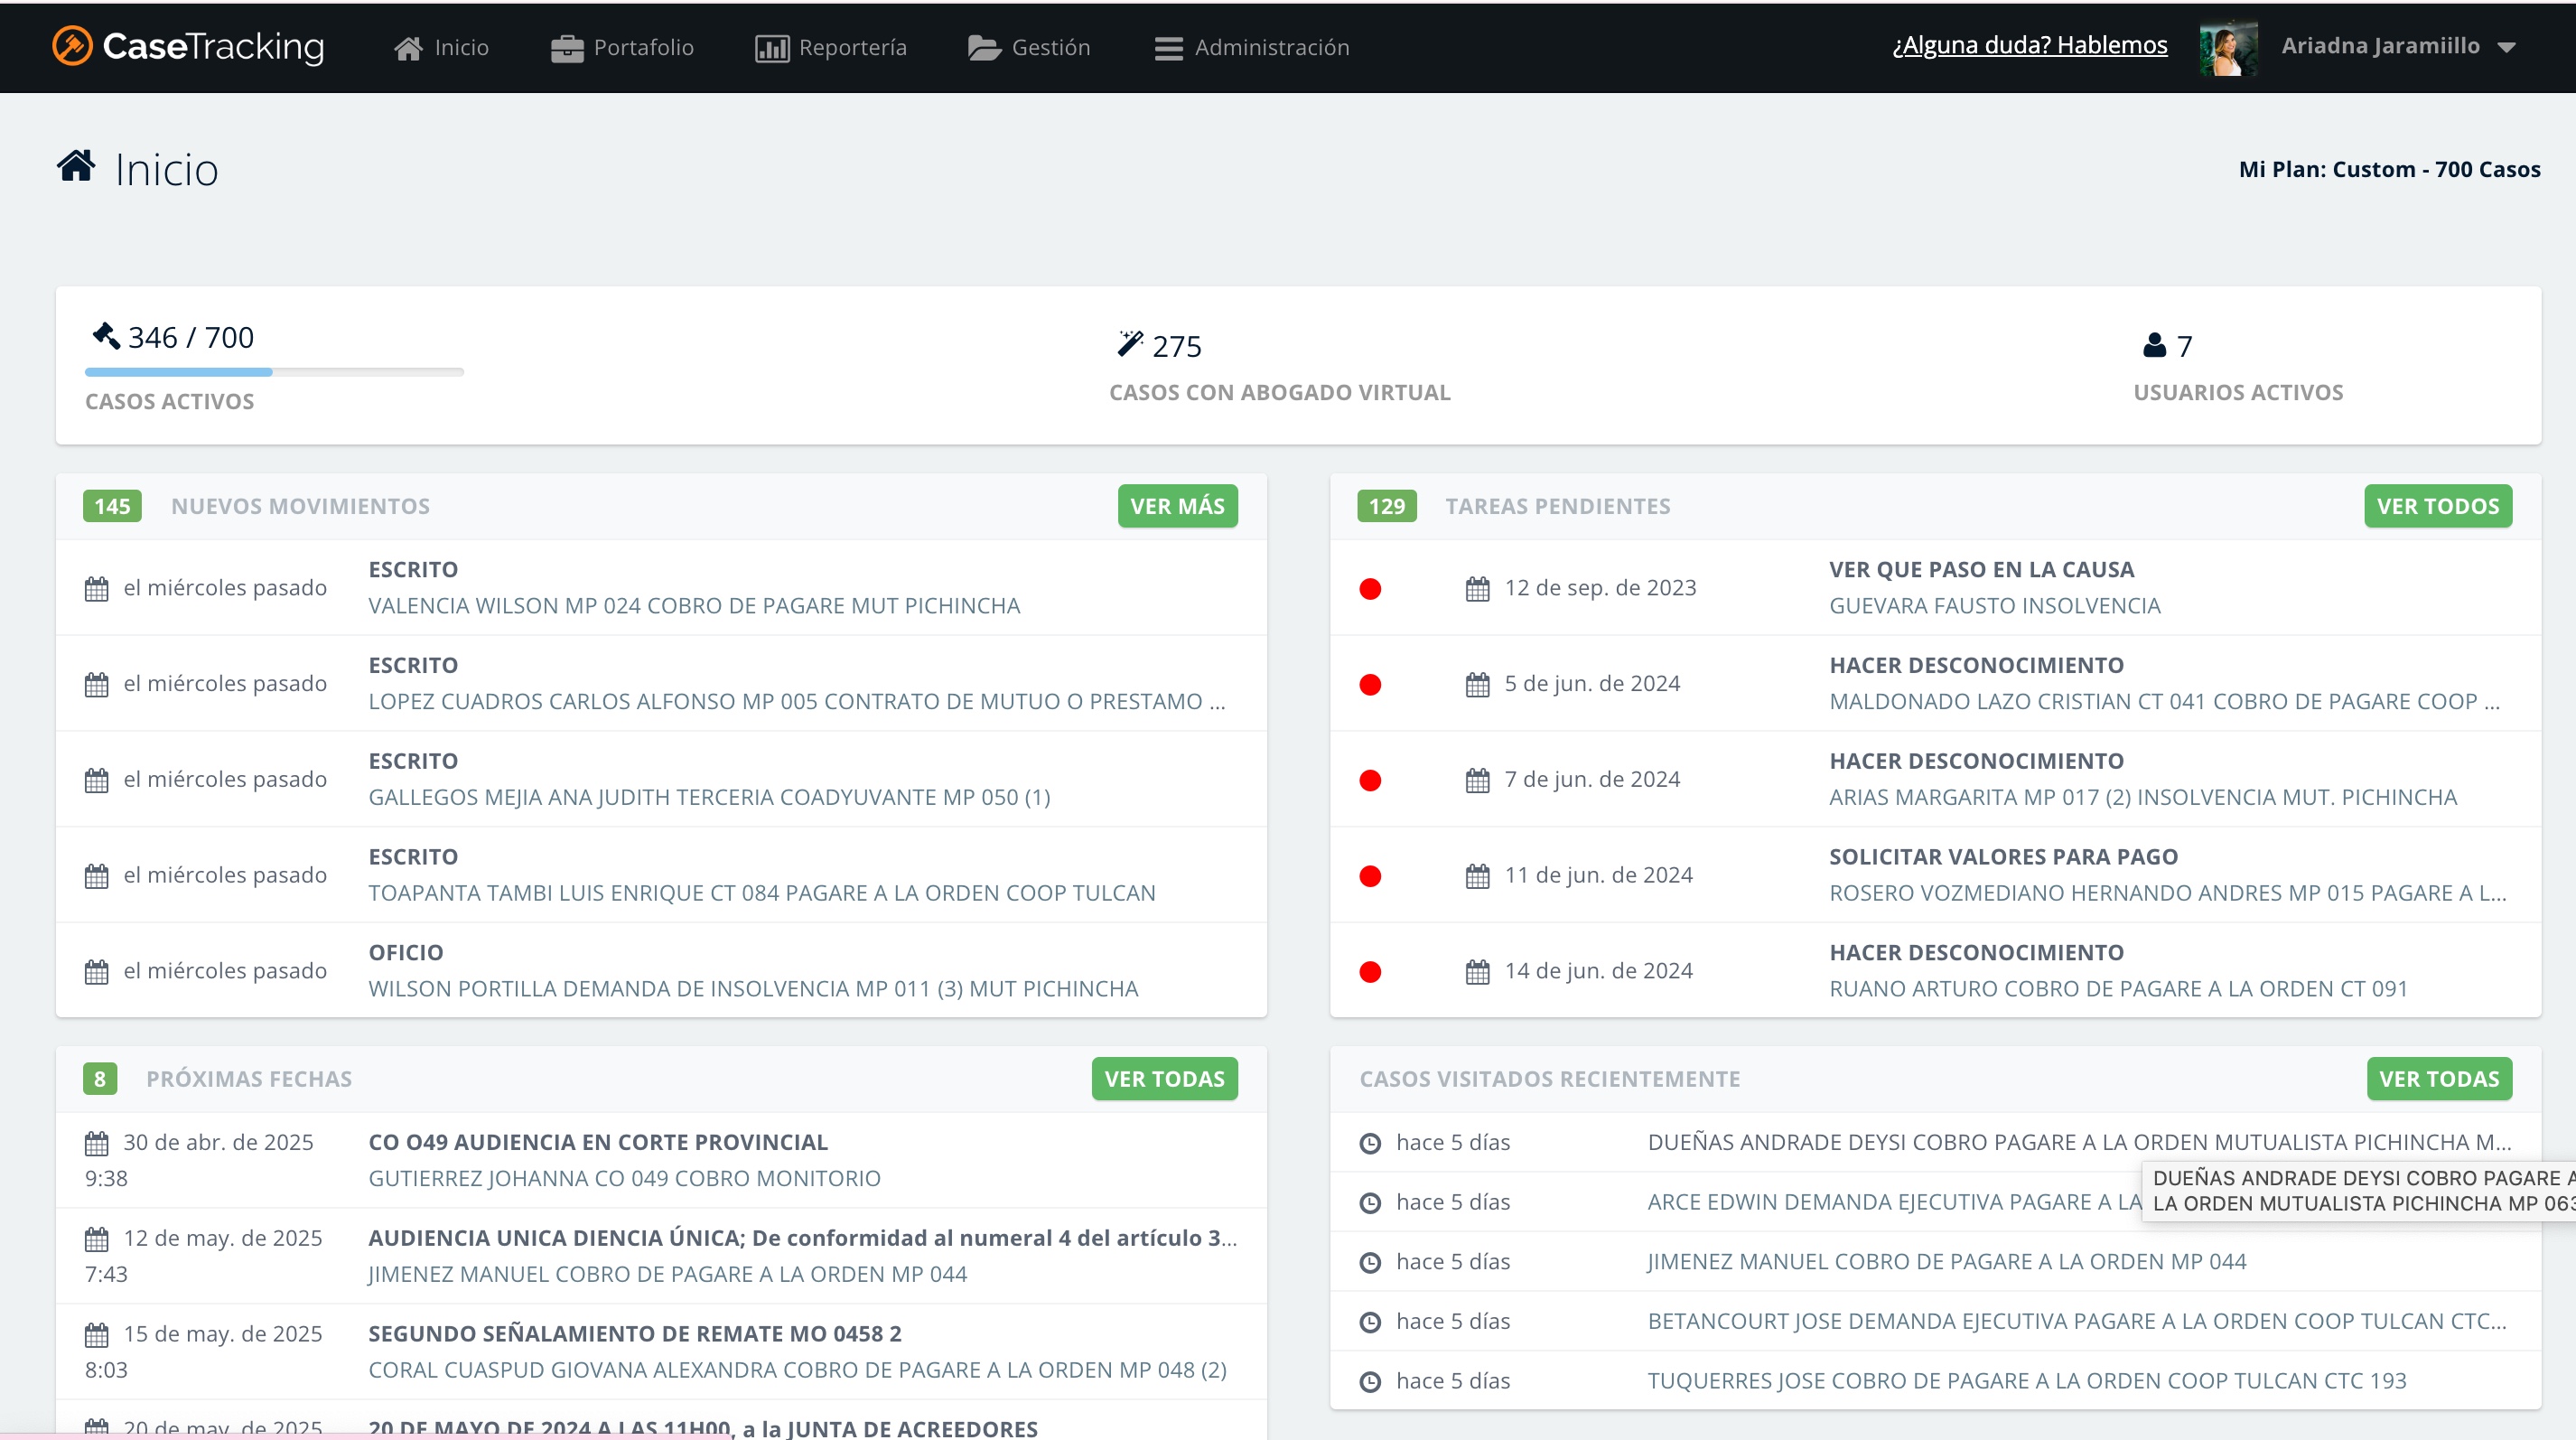 CaseTracking
Inicio
Portafolio
Reportería
Gestión
Administración
¿Alguna duda? Hablemos
Ariadna Jaramiillo
Inicio
Mi Plan: Custom - 700 Casos
346 / 700
CASOS ACTIVOS
275
CASOS CON ABOGADO VIRTUAL
7
USUARIOS ACTIVOS
145 NUEVOS MOVIMIENTOS VER MÁS
el miércoles pasado
ESCRITO
VALENCIA WILSON MP 024 COBRO DE PAGARE MUT PICHINCHA
el miércoles pasado
ESCRITO
LOPEZ CUADROS CARLOS ALFONSO MP 005 CONTRATO DE MUTUO O PRESTAMO ...
el miércoles pasado
ESCRITO
GALLEGOS MEJIA ANA JUDITH TERCERIA COADYUVANTE MP 050 (1)
el miércoles pasado
ESCRITO
TOAPANTA TAMBI LUIS ENRIQUE CT 084 PAGARE A LA ORDEN COOP TULCAN
el miércoles pasado
OFICIO
WILSON PORTILLA DEMANDA DE INSOLVENCIA MP 011 (3) MUT PICHINCHA
129 TAREAS PENDIENTES VER TODOS
12 de sep. de 2023
VER QUE PASO EN LA CAUSA
GUEVARA FAUSTO INSOLVENCIA
5 de jun. de 2024
HACER DESCONOCIMIENTO
MALDONADO LAZO CRISTIAN CT 041 COBRO DE PAGARE COOP ...
7 de jun. de 2024
HACER DESCONOCIMIENTO
ARIAS MARGARITA MP 017 (2) INSOLVENCIA MUT. PICHINCHA
11 de jun. de 2024
SOLICITAR VALORES PARA PAGO
ROSERO VOZMEDIANO HERNANDO ANDRES MP 015 PAGARE A L...
14 de jun. de 2024
HACER DESCONOCIMIENTO
RUANO ARTURO COBRO DE PAGARE A LA ORDEN CT 091
8 PRÓXIMAS FECHAS VER TODAS
30 de abr. de 2025
9:38
CO O49 AUDIENCIA EN CORTE PROVINCIAL
GUTIERREZ JOHANNA CO 049 COBRO MONITORIO
12 de may. de 2025
7:43
AUDIENCIA UNICA DIENCIA ÚNICA; De conformidad al numeral 4 del artículo 3...
JIMENEZ MANUEL COBRO DE PAGARE A LA ORDEN MP 044
15 de may. de 2025
8:03
SEGUNDO SEÑALAMIENTO DE REMATE MO 0458 2
CORAL CUASPUD GIOVANA ALEXANDRA COBRO DE PAGARE A LA ORDEN MP 048 (2)
20 de may. de 2025
20 DE MAYO DE 2024 A LAS 11H00, a la JUNTA DE ACREEDORES
CASOS VISITADOS RECIENTEMENTE VER TODAS
hace 5 días
DUEÑAS ANDRADE DEYSI COBRO PAGARE A LA ORDEN MUTUALISTA PICHINCHA M...
DUEÑAS ANDRADE DEYSI COBRO PAGARE A
LA ORDEN MUTUALISTA PICHINCHA MP 063
hace 5 días
ARCE EDWIN DEMANDA EJECUTIVA PAGARE A LA
hace 5 días
JIMENEZ MANUEL COBRO DE PAGARE A LA ORDEN MP 044
hace 5 días
BETANCOURT JOSE DEMANDA EJECUTIVA PAGARE A LA ORDEN COOP TULCAN CTC...
hace 5 días
TUQUERRES JOSE COBRO DE PAGARE A LA ORDEN COOP TULCAN CTC 193